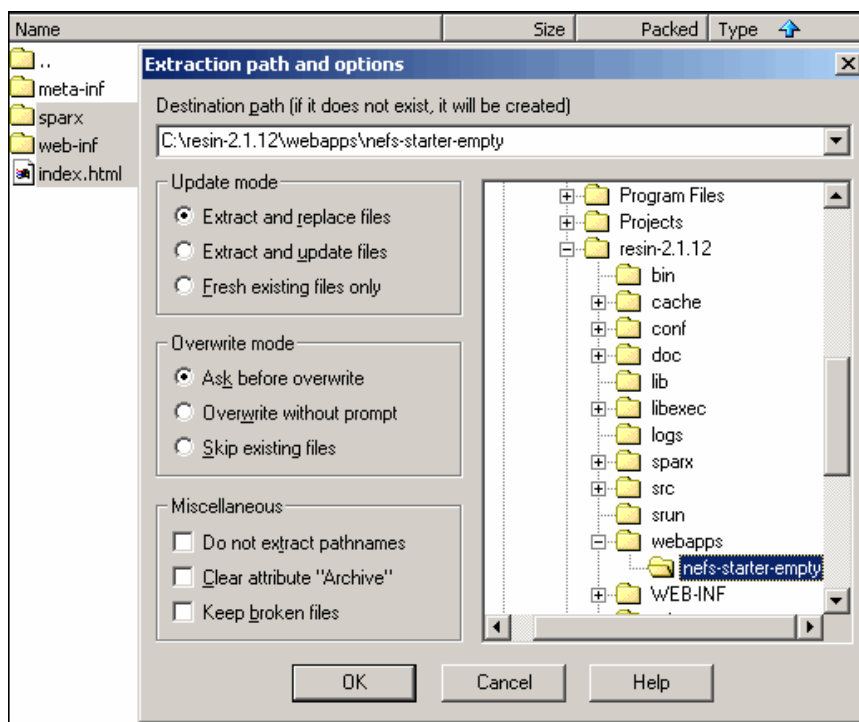 Name Size Packed Type
..
meta-inf
sparx
web-inf
index.html
Extraction path and options
Destination path (if it does not exist, it will be created)
C:\resin-2.1.12\webapps\nefs-starter-empty
Update mode
Extract and replace files
Extract and update files
Fresh existing files only
Overwrite mode
Ask before overwrite
Overwrite without prompt
Skip existing files
Miscellaneous
Do not extract pathnames
Clear attribute "Archive"
Keep broken files
Program Files
Projects
resin-2.1.12
bin
cache
conf
doc
lib
libexec
logs
sparx
src
srun
webapps
nefs-starter-empty
WEB-INF
OK Cancel Help